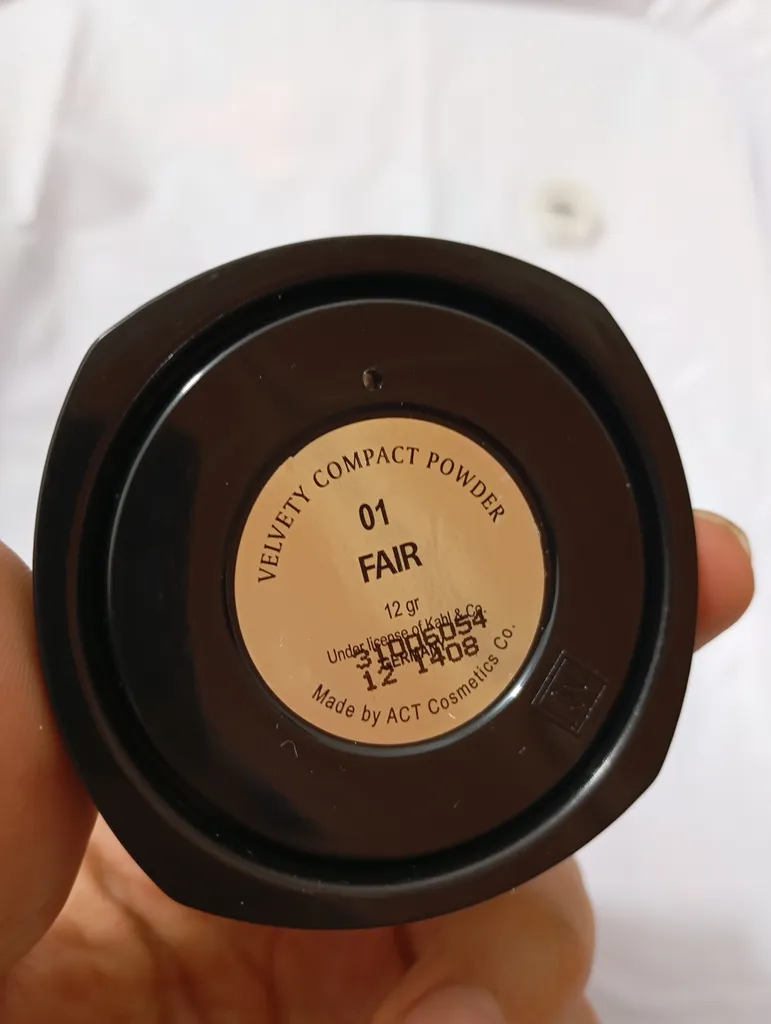 VELVETY COMPACT POWDER
01
FAIR
12 gr
Under license of Kahl & Co.
GERMANY
31006054
12 1408
Made by ACT Cosmetics Co.